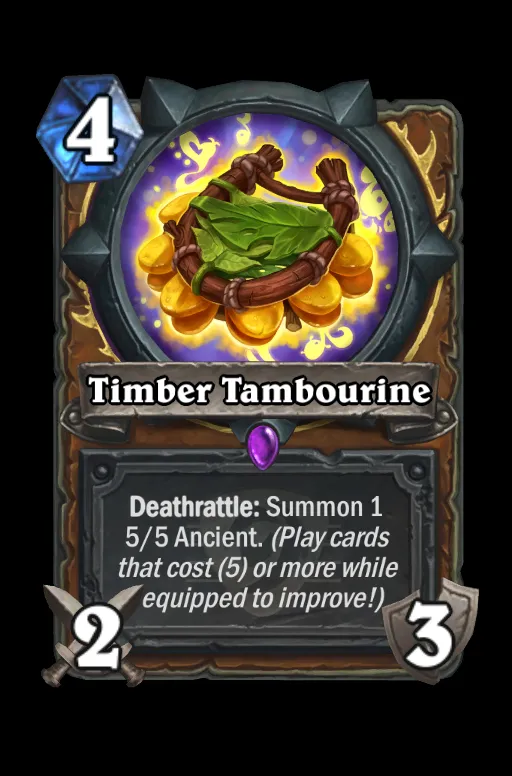 4
Timber Tambourine
Deathrattle: Summon 1
5/5 Ancient. (Play cards
that cost (5) or more while
equipped to improve!)
2
3